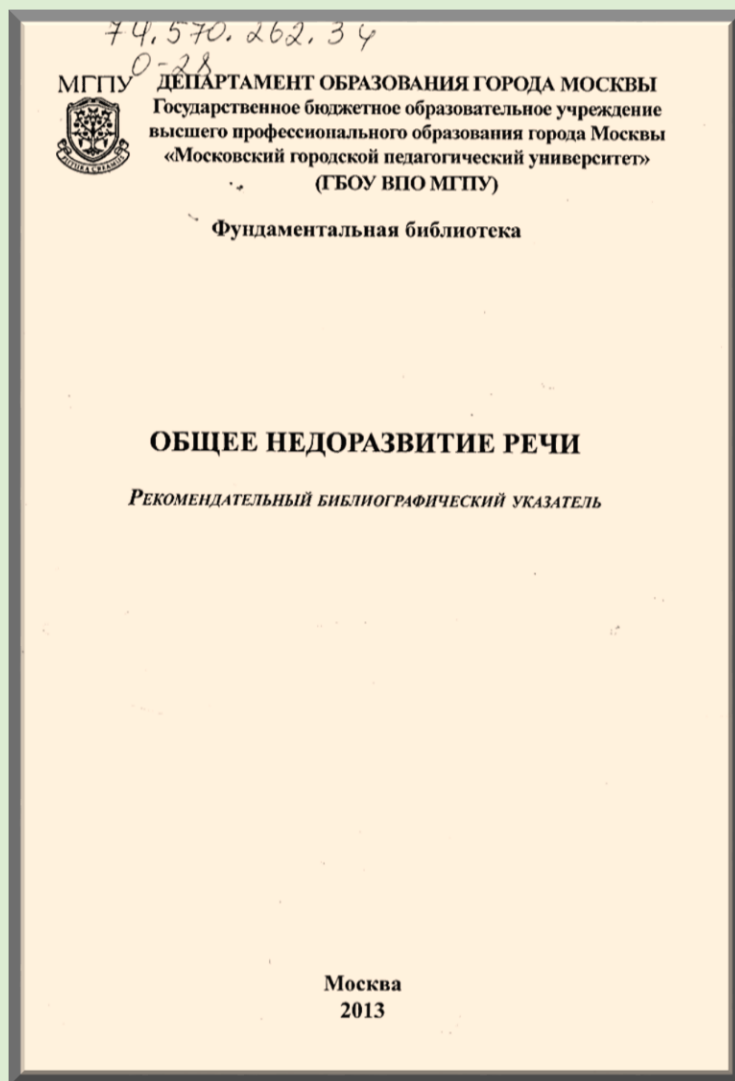 74.570.262.34
О-28
МГПУ
ДЕПАРТАМЕНТ ОБРАЗОВАНИЯ ГОРОДА МОСКВЫ
Государственное бюджетное образовательное учреждение
высшего профессионального образования города Москвы
«Московский городской педагогический университет»
(ГБОУ ВПО МГПУ)
Фундаментальная библиотека
ОБЩЕЕ НЕДОРАЗВИТИЕ РЕЧИ
РЕКОМЕНДАТЕЛЬНЫЙ БИБЛИОГРАФИЧЕСКИЙ УКАЗАТЕЛЬ
Москва
2013